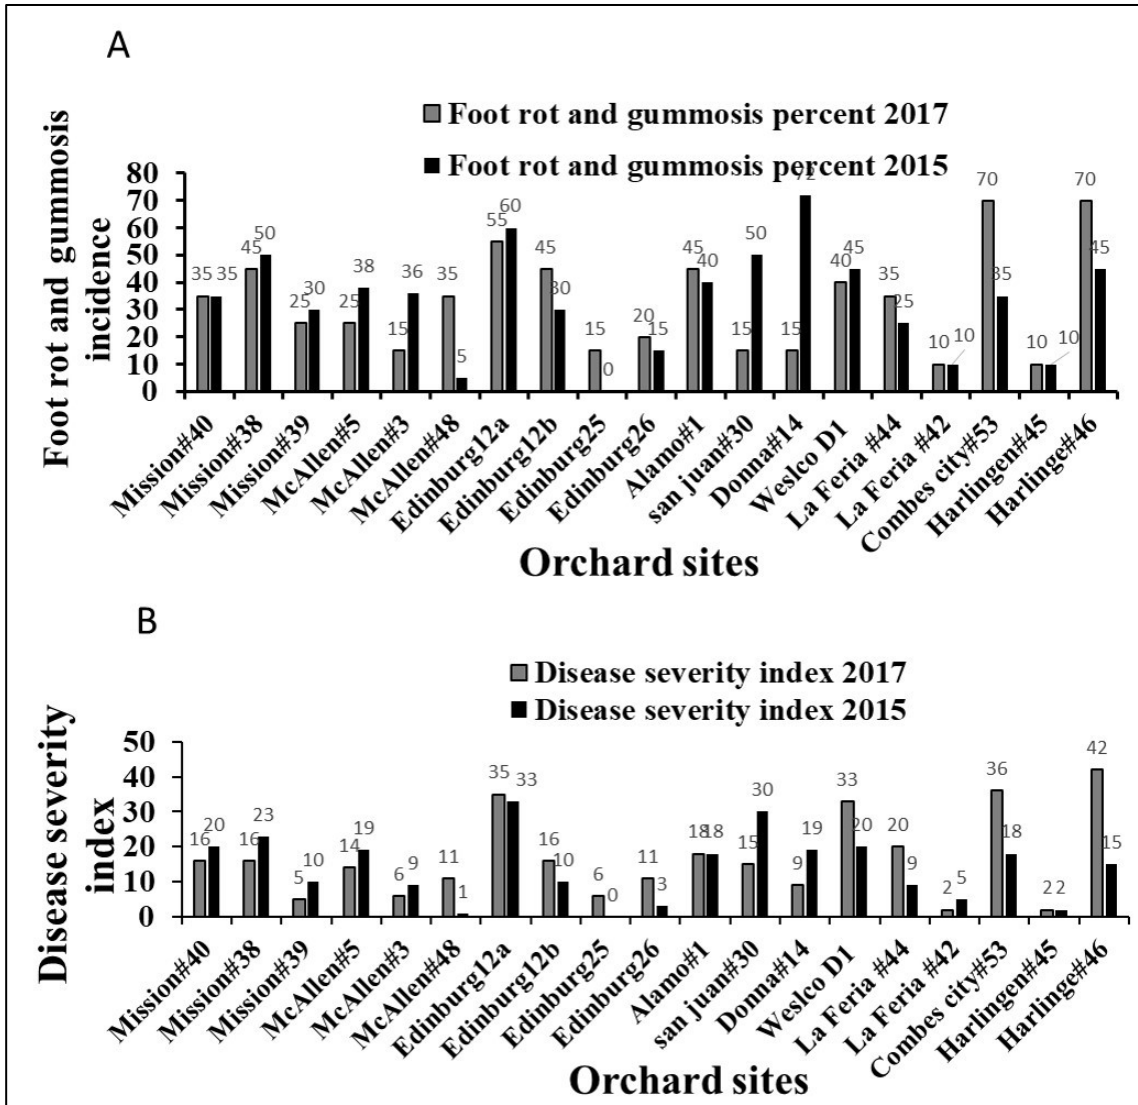 A
Foot rot and gummosis percent 2017
Foot rot and gummosis percent 2015
Foot rot and gummosis
incidence
80
70
60
50
40
30
20
10
0
35 35
45 50
25 30
25 38
15 36
35 5
55 60
45 30
15 0
20 15
45 40
15 50
15 72
40 45
35 25
10 10
70 35
10 10
70 45
Mission#40
Mission#38
Mission#39
McAllen#5
McAllen#3
McAllen#48
Edinburg12a
Edinburg12b
Edinburg25
Edinburg26
Alamo#1
san juan#30
Donna#14
Weslco D1
La Feria #44
La Feria #42
Combes city#53
Harlingen#45
Harlinge#46
Orchard sites
B
Disease severity index 2017
Disease severity index 2015
Disease severity
index
50
40
30
20
10
0
16 20
16 23
5 10
14 19
6 9
11 1
35 33
16 10
6 0
11 3
18 18
15 30
9 19
33 20
20 9
2 5
36 18
2 2
42 15
Mission#40
Mission#38
Mission#39
McAllen#5
McAllen#3
McAllen#48
Edinburg12a
Edinburg12b
Edinburg25
Edinburg26
Alamo#1
san juan#30
Donna#14
Weslco D1
La Feria #44
La Feria #42
Combes city#53
Harlingen#45
Harlinge#46
Orchard sites